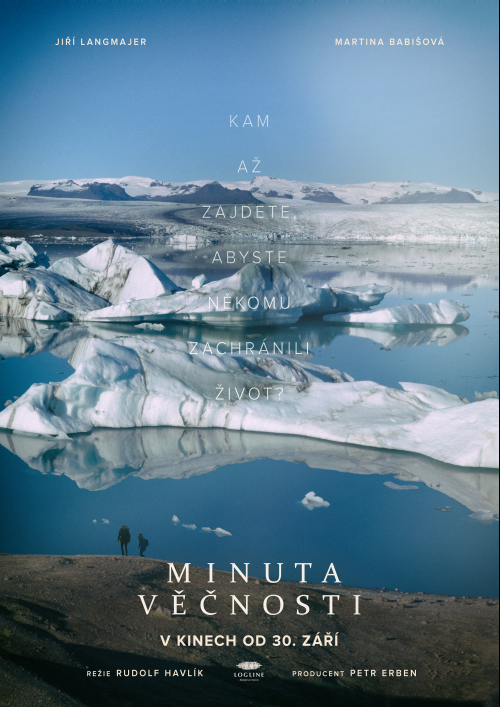 JIŘÍ LANGMAJER
MARTINA BABIŠOVÁ
KAM
AŽ
ZAJDETE,
ABYSTE
NĚKOMU
ZACHRÁNILI
ŽIVOT?
MINUTA
VĚČNOSTI
V KINECH OD 30. ZÁŘÍ
REŽIE RUDOLF HAVLÍK
LOGLINE
PRODUCENT PETR ERBEN